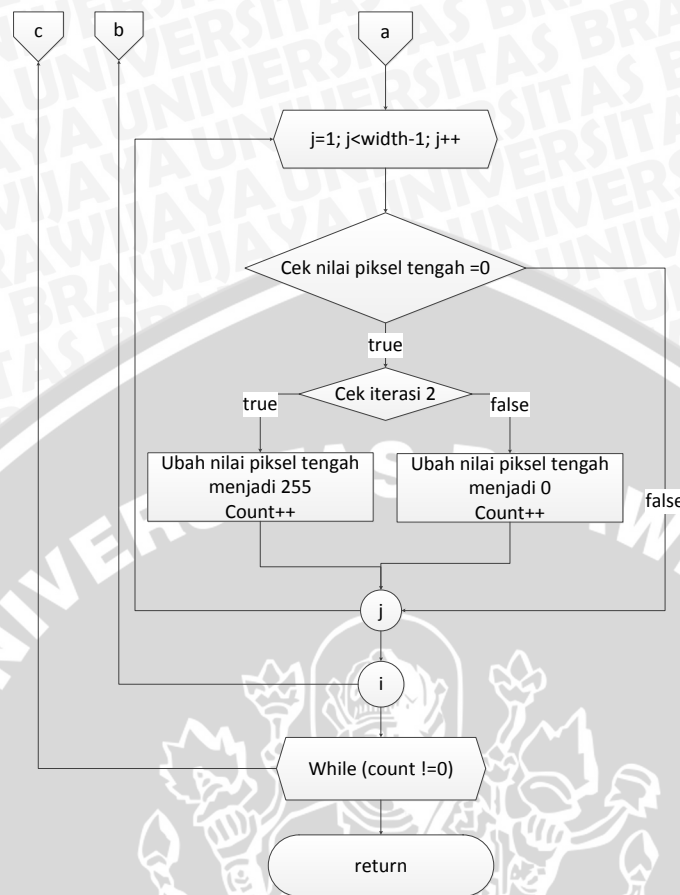 c
b
a
j=1; j<width-1; j++
Cek nilai piksel tengah =0
true
Cek iterasi 2
true
false
Ubah nilai piksel tengah
menjadi 255
Count++
Ubah nilai piksel tengah
menjadi 0
Count++
false
j
i
While (count !=0)
return